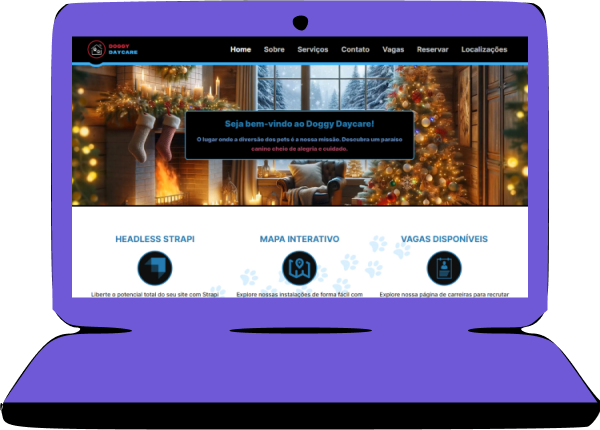 DOGGY
DAYCARE
Home Sobre Serviços Contato Vagas Reservar Localizações
Seja bem-vindo ao Doggy Daycare!
O lugar onde a diversão dos pets é a nossa missão. Descubra um paraíso
canino cheio de alegria e cuidado.
HEADLESS STRAPI MAPA INTERATIVO VAGAS DISPONÍVEIS
Liberte o potencial total do seu site com Strapi Explore nossas instalações de forma fácil com Explore nossa página de carreiras para recrutar